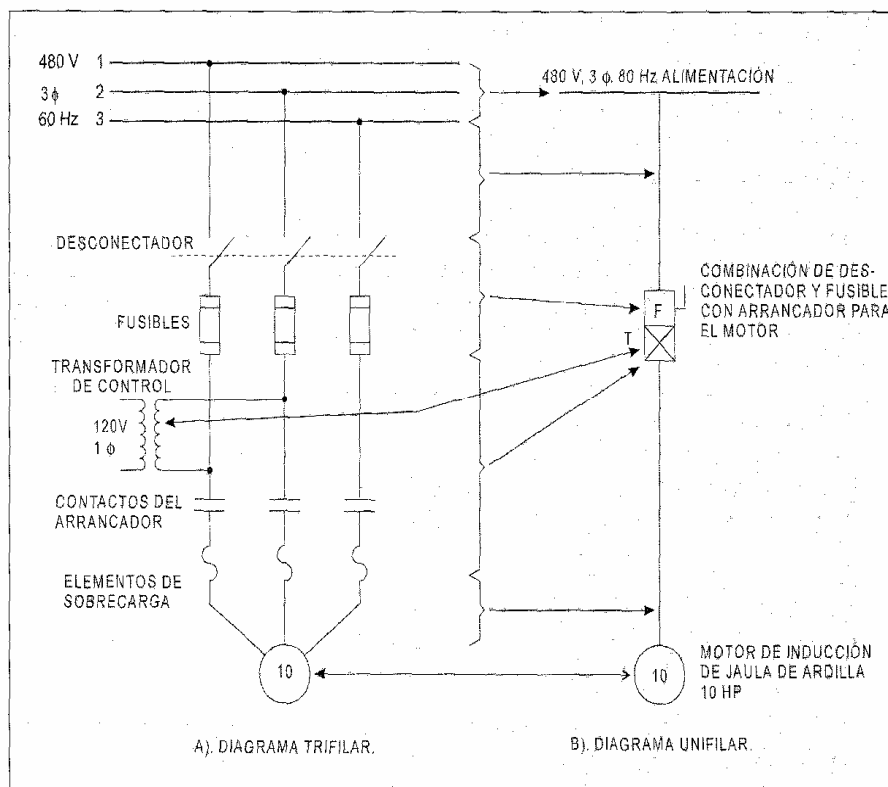 480 V 1
3 ϕ 2
60 Hz 3
480 V, 3 ϕ. 80 Hz ALIMENTACIÓN
DESCONECTADOR
FUSIBLES
TRANSFORMADOR
DE CONTROL
120V
1 ϕ
CONTACTOS DEL
ARRANCADOR
ELEMENTOS DE
SOBRECARGA
10
A). DIAGRAMA TRIFILAR.
COMBINACIÓN DE DES-
CONECTADOR Y FUSIBLE
CON ARRANCADOR PARA
EL MOTOR
F
T
10
MOTOR DE INDUCCIÓN
DE JAULA DE ARDILLA
10 HP
B). DIAGRAMA UNIFILAR.